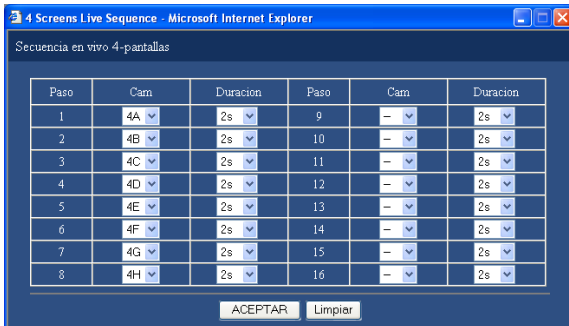 4 Screens Live Sequence - Microsoft Internet Explorer
Secuencia en vivo 4-pantallas
Paso Cam Duracion Paso Cam Duracion
1 4A 2s 9 – 2s
2 4B 2s 10 – 2s
3 4C 2s 11 – 2s
4 4D 2s 12 – 2s
5 4E 2s 13 – 2s
6 4F 2s 14 – 2s
7 4G 2s 15 – 2s
8 4H 2s 16 – 2s
ACEPTAR Limpiar